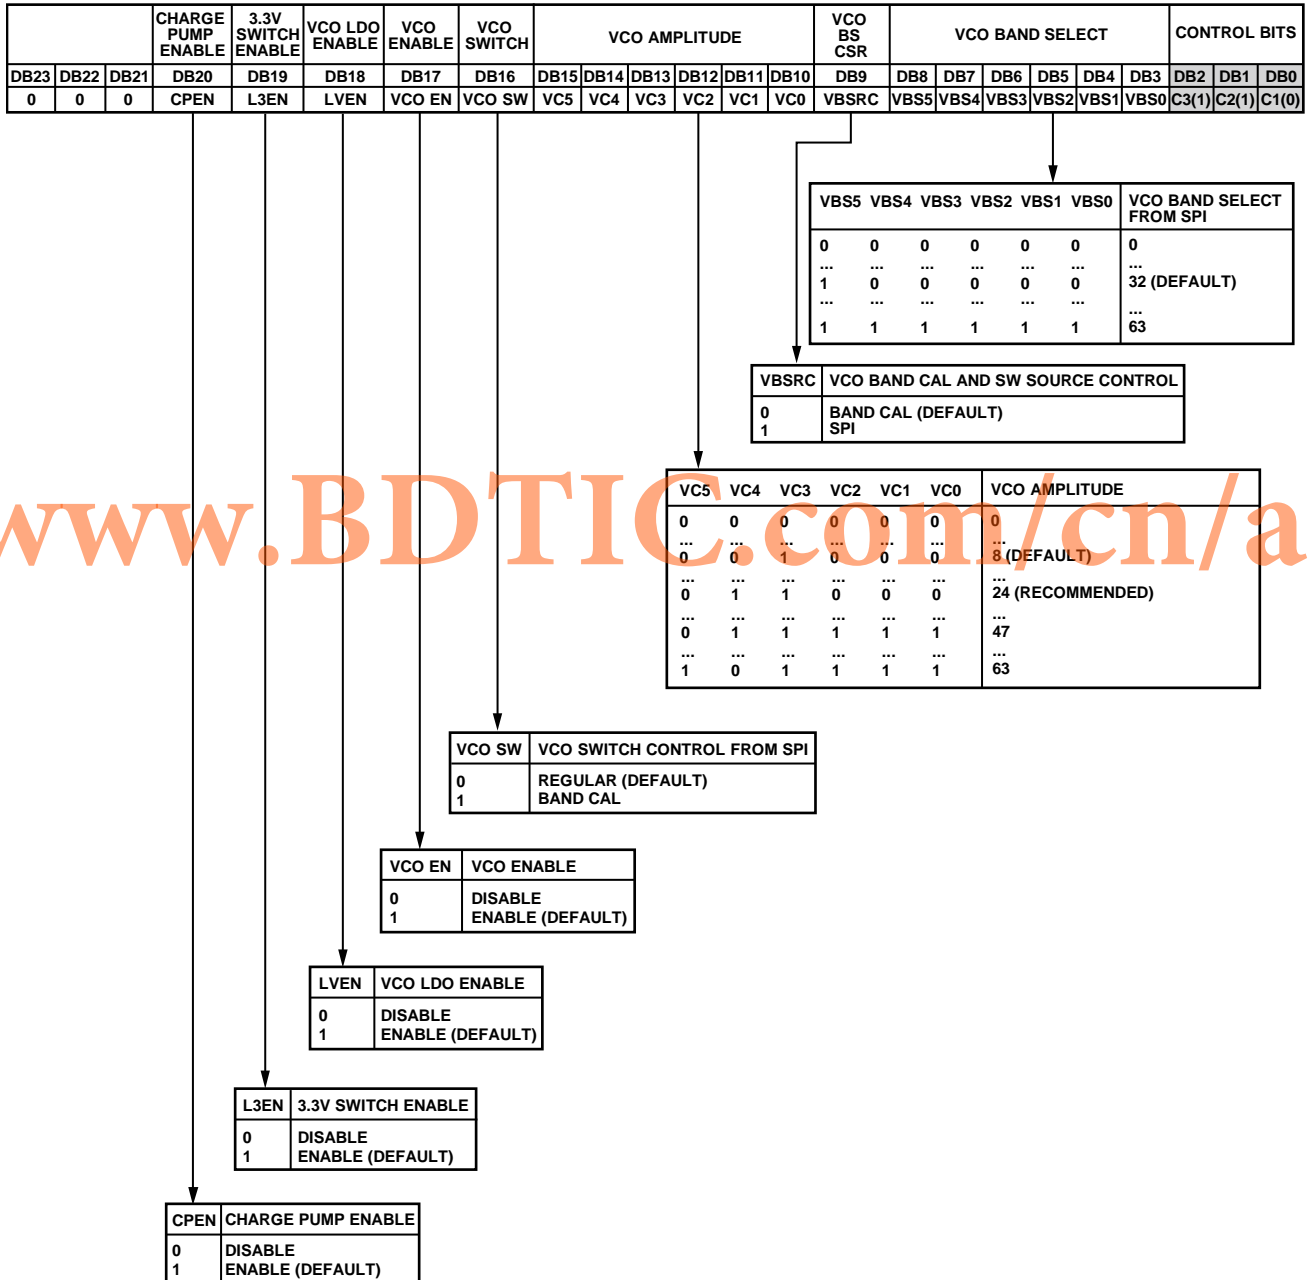 CHARGE PUMP ENABLE 3.3V SWITCH ENABLE VCO LDO ENABLE VCO ENABLE VCO SWITCH VCO AMPLITUDE VCO BS CSR VCO BAND SELECT CONTROL BITS
DB23 DB22 DB21 DB20 DB19 DB18 DB17 DB16 DB15 DB14 DB13 DB12 DB11 DB10 DB9 DB8 DB7 DB6 DB5 DB4 DB3 DB2 DB1 DB0
0 0 0 CPEN L3EN LVEN VCO EN VCO SW VC5 VC4 VC3 VC2 VC1 VC0 VBSRC VBS5 VBS4 VBS3 VBS2 VBS1 VBS0 C3(1) C2(1) C1(0)
VBS5 VBS4 VBS3 VBS2 VBS1 VBS0 VCO BAND SELECT FROM SPI
0 0 0 0 0 0 0
... ... ... ... ... ... ...
1 0 0 0 0 0 32 (DEFAULT)
... ... ... ... ... ... ...
1 1 1 1 1 1 63
VBSRC VCO BAND CAL AND SW SOURCE CONTROL
0 BAND CAL (DEFAULT)
1 SPI
www.BDTIC.com/cn/a
VC5 VC4 VC3 VC2 VC1 VC0 VCO AMPLITUDE
0 0 0 0 0 0 0
... ... ... ... ... ... ...
0 0 1 0 0 0 8 (DEFAULT)
... ... ... ... ... ... ...
0 1 1 0 0 0 24 (RECOMMENDED)
... ... ... ... ... ... ...
0 1 1 1 1 1 47
... ... ... ... ... ... ...
1 0 1 1 1 1 63
VCO SW VCO SWITCH CONTROL FROM SPI
0 REGULAR (DEFAULT)
1 BAND CAL
VCO EN VCO ENABLE
0 DISABLE
1 ENABLE (DEFAULT)
LVEN VCO LDO ENABLE
0 DISABLE
1 ENABLE (DEFAULT)
L3EN 3.3V SWITCH ENABLE
0 DISABLE
1 ENABLE (DEFAULT)
CPEN CHARGE PUMP ENABLE
0 DISABLE
1 ENABLE (DEFAULT)